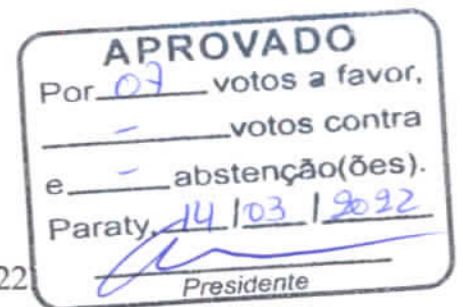 APROVADO
Por 07 votos a favor,
- votos contra
e - abstenção(ões).
Paraty, 14 / 03 / 2022
Presidente
22